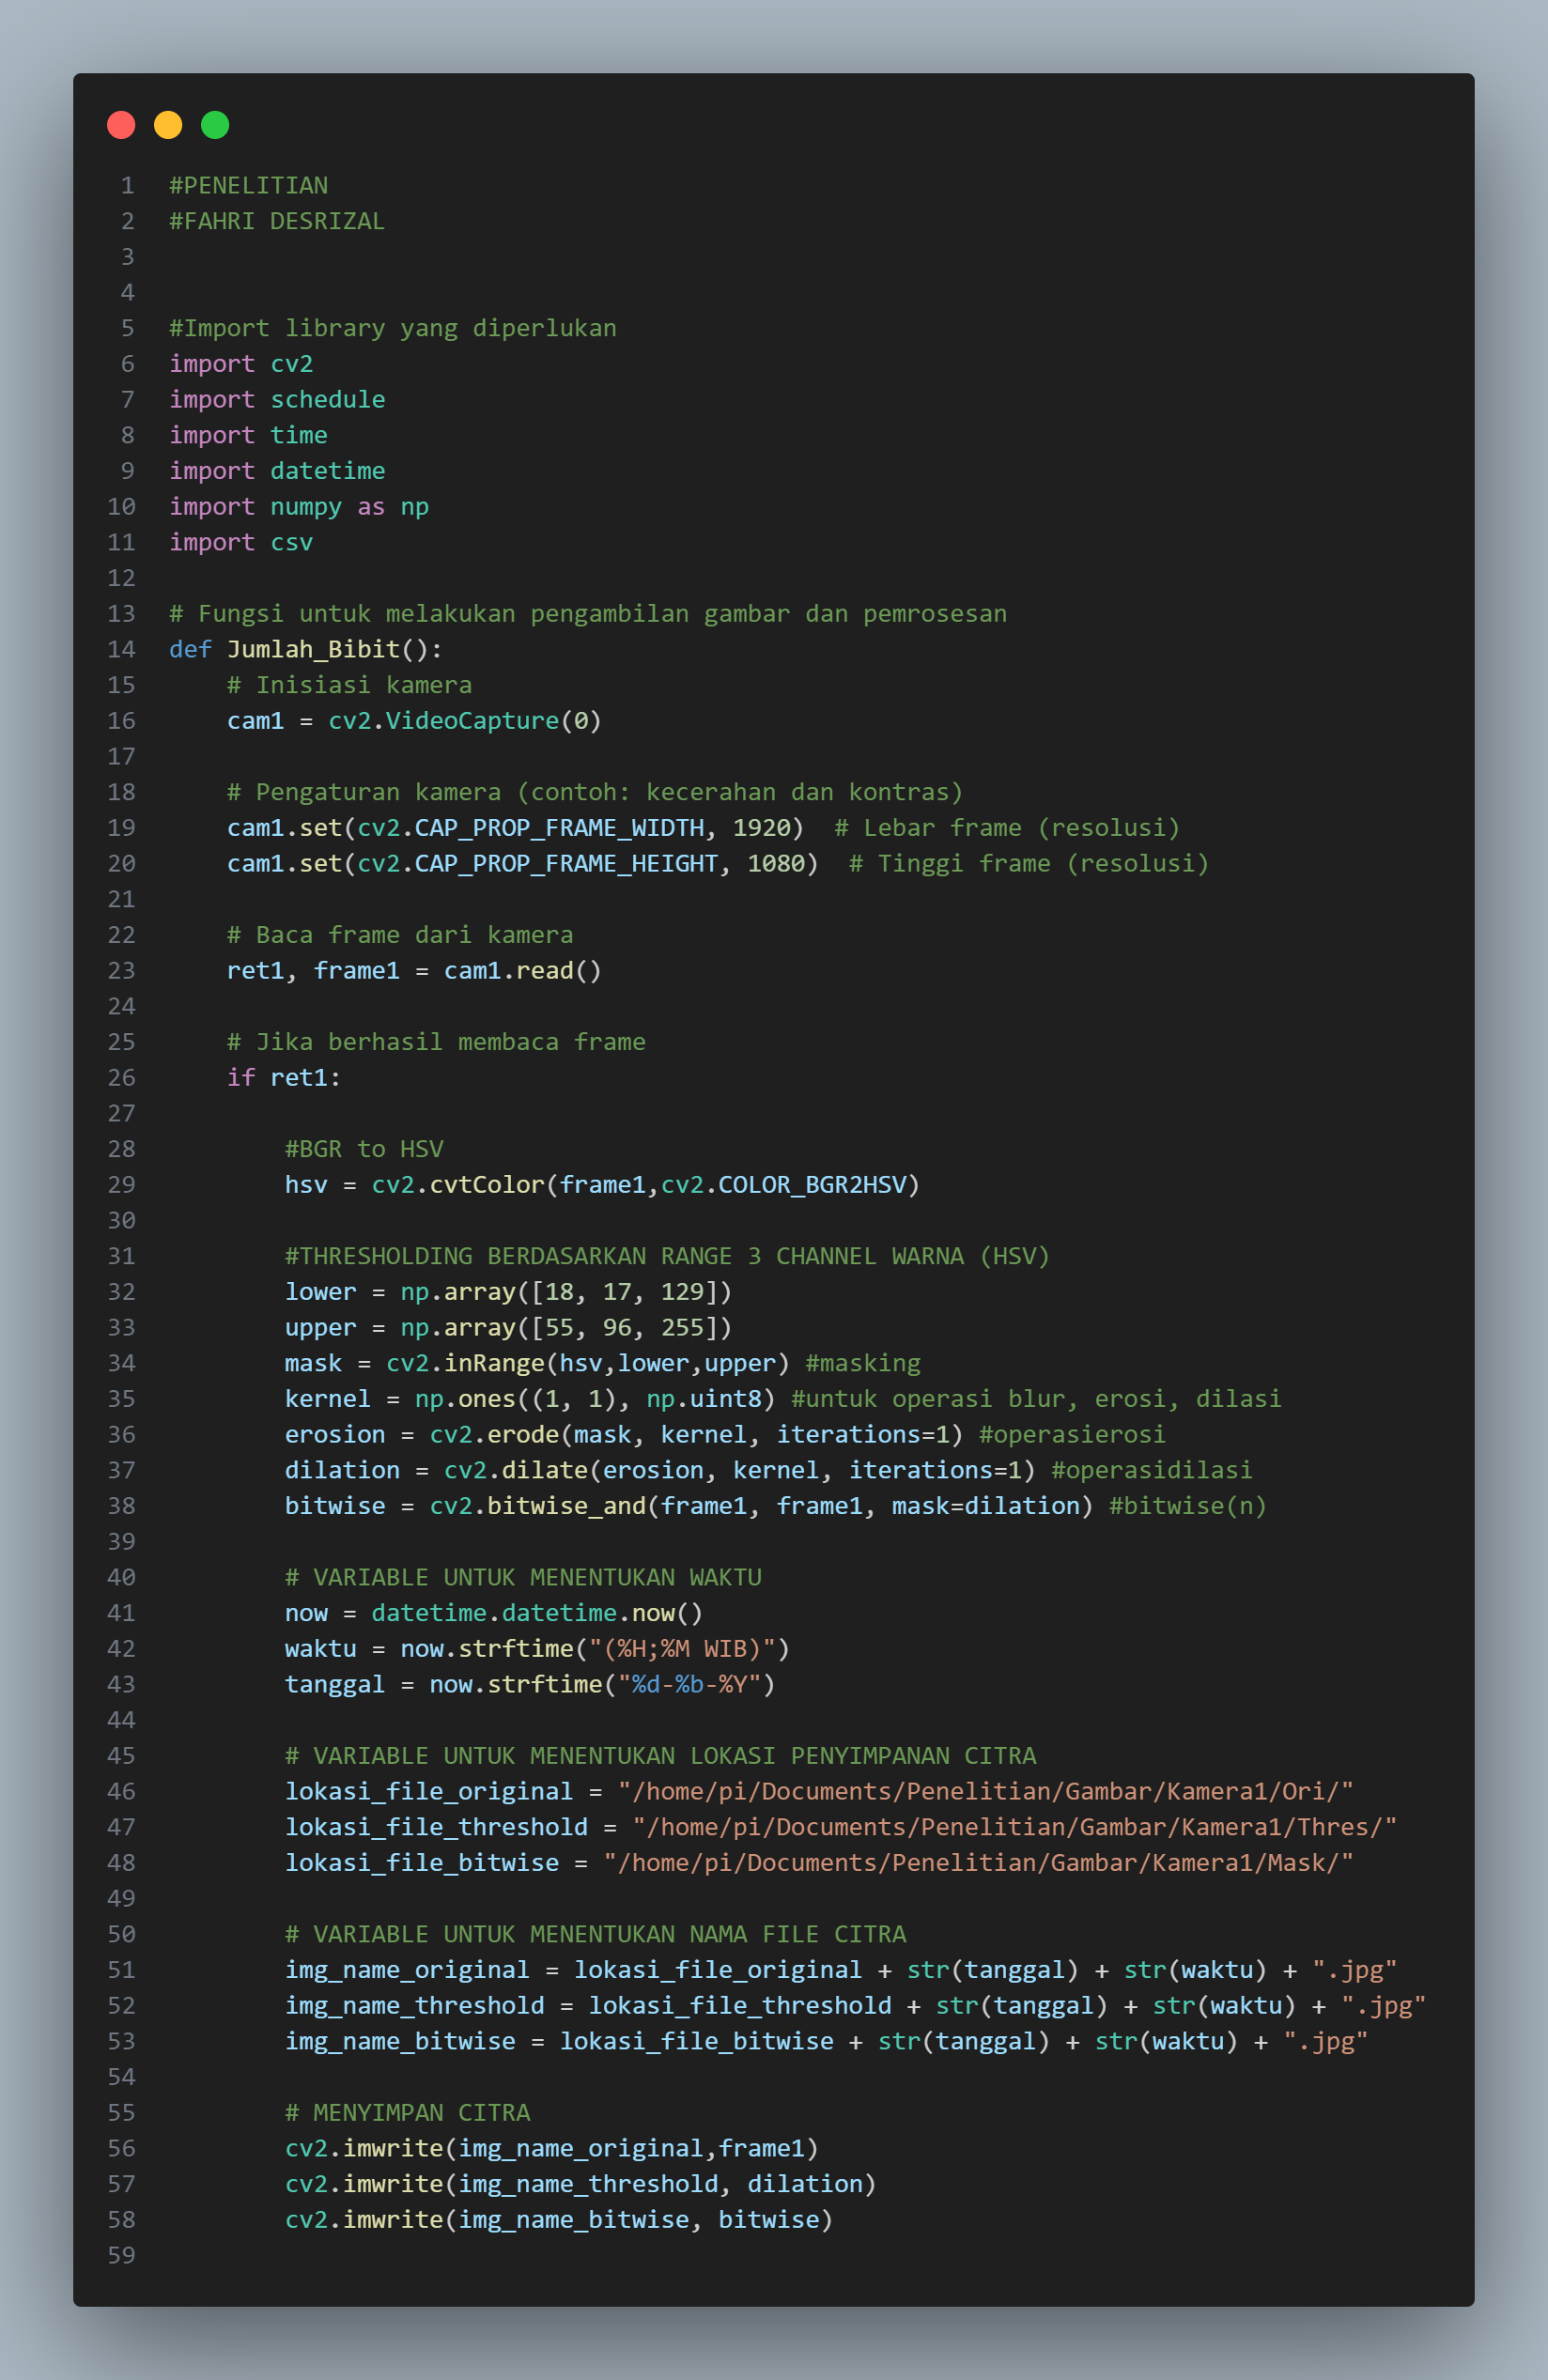 1 #PENELITIAN
2 #FAHRI DESRIZAL
3
4
5 #Import library yang diperlukan
6 import cv2
7 import schedule
8 import time
9 import datetime
10 import numpy as np
11 import csv
12
13 # Fungsi untuk melakukan pengambilan gambar dan pemrosesan
14 def Jumlah_Bibit():
15     # Inisiasi kamera
16     cam1 = cv2.VideoCapture(0)
17
18     # Pengaturan kamera (contoh: kecerahan dan kontras)
19     cam1.set(cv2.CAP_PROP_FRAME_WIDTH, 1920)  # Lebar frame (resolusi)
20     cam1.set(cv2.CAP_PROP_FRAME_HEIGHT, 1080)  # Tinggi frame (resolusi)
21
22     # Baca frame dari kamera
23     ret1, frame1 = cam1.read()
24
25     # Jika berhasil membaca frame
26     if ret1:
27
28         #BGR to HSV
29         hsv = cv2.cvtColor(frame1,cv2.COLOR_BGR2HSV)
30
31         #THRESHOLDING BERDASARKAN RANGE 3 CHANNEL WARNA (HSV)
32         lower = np.array([18, 17, 129])
33         upper = np.array([55, 96, 255])
34         mask = cv2.inRange(hsv,lower,upper) #masking
35         kernel = np.ones((1, 1), np.uint8) #untuk operasi blur, erosi, dilasi
36         erosion = cv2.erode(mask, kernel, iterations=1) #operasierosi
37         dilation = cv2.dilate(erosion, kernel, iterations=1) #operasidilasi
38         bitwise = cv2.bitwise_and(frame1, frame1, mask=dilation) #bitwise(n)
39
40         # VARIABLE UNTUK MENENTUKAN WAKTU
41         now = datetime.datetime.now()
42         waktu = now.strftime("(%H;%M WIB)")
43         tanggal = now.strftime("%d-%b-%Y")
44
45         # VARIABLE UNTUK MENENTUKAN LOKASI PENYIMPANAN CITRA
46         lokasi_file_original = "/home/pi/Documents/Penelitian/Gambar/Kamera1/Ori/"
47         lokasi_file_threshold = "/home/pi/Documents/Penelitian/Gambar/Kamera1/Thres/"
48         lokasi_file_bitwise = "/home/pi/Documents/Penelitian/Gambar/Kamera1/Mask/"
49
50         # VARIABLE UNTUK MENENTUKAN NAMA FILE CITRA
51         img_name_original = lokasi_file_original + str(tanggal) + str(waktu) + ".jpg"
52         img_name_threshold = lokasi_file_threshold + str(tanggal) + str(waktu) + ".jpg"
53         img_name_bitwise = lokasi_file_bitwise + str(tanggal) + str(waktu) + ".jpg"
54
55         # MENYIMPAN CITRA
56         cv2.imwrite(img_name_original,frame1)
57         cv2.imwrite(img_name_threshold, dilation)
58         cv2.imwrite(img_name_bitwise, bitwise)
59